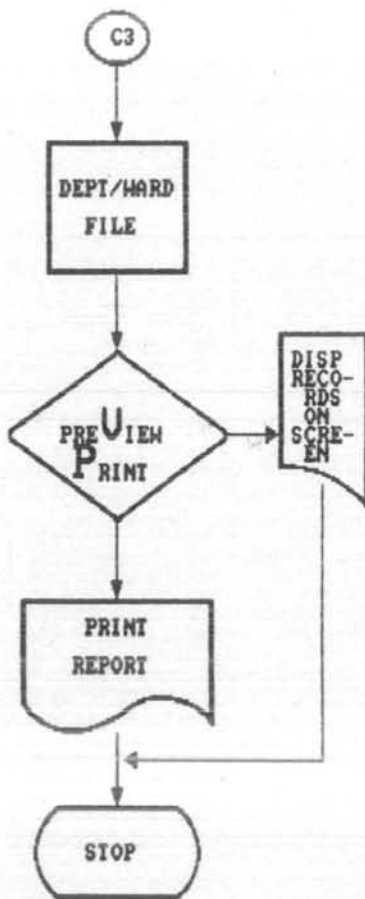 C3
DEPT/WARD
FILE
PREVIEW
PRINT
DISP
RECO-
RDS
ON
SCRE-
EN
PRINT
REPORT
STOP